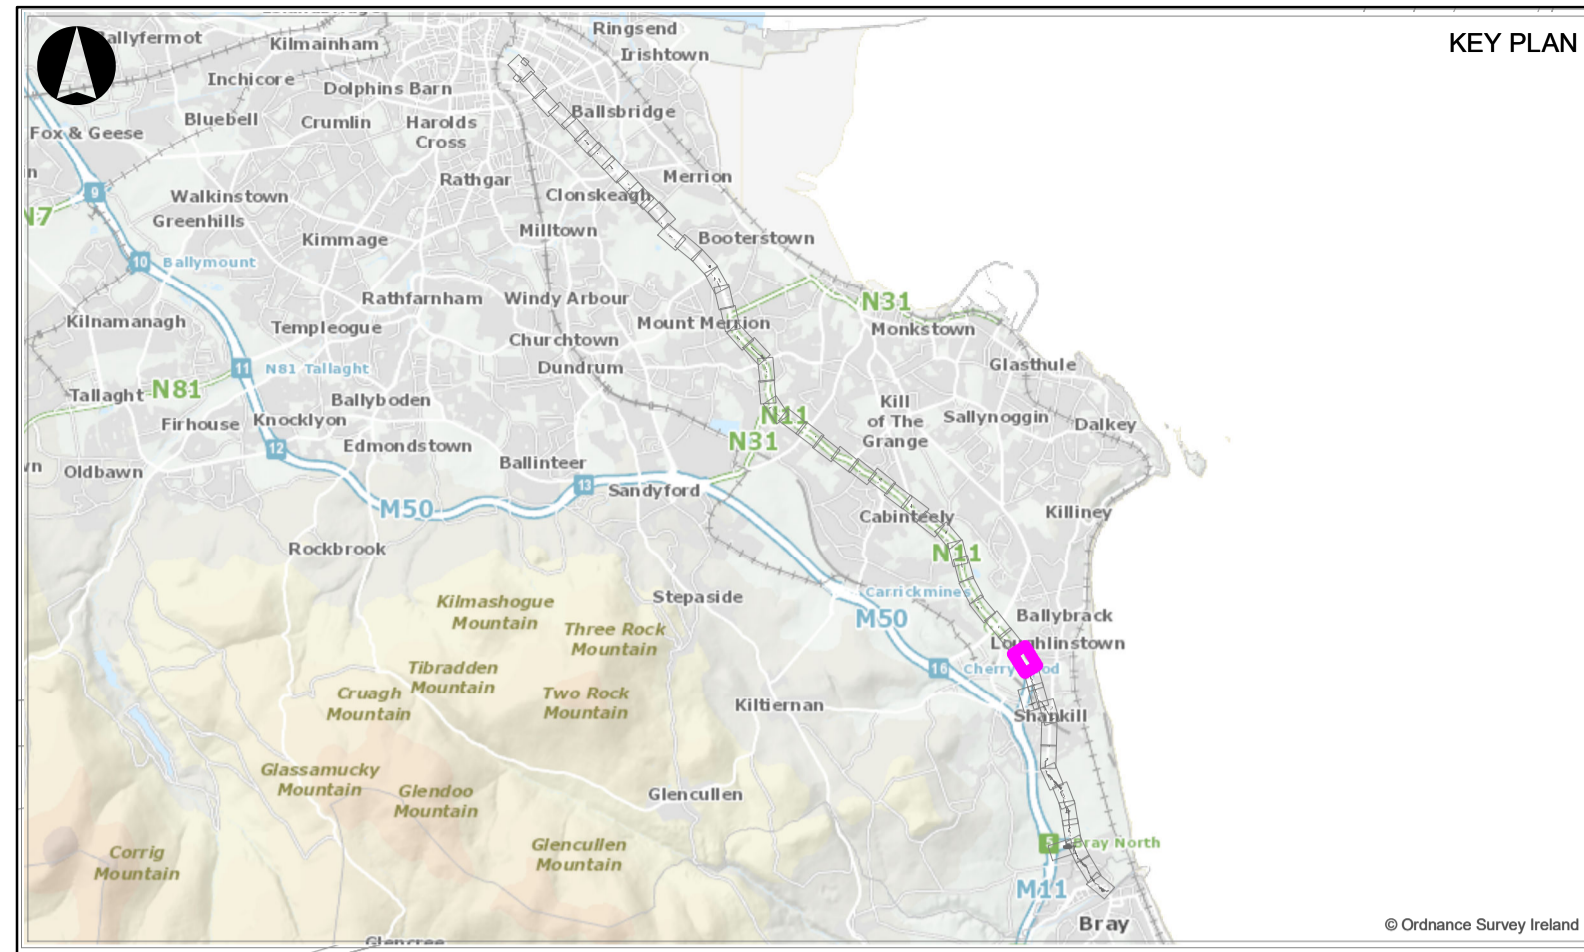 KEY PLAN
Ringsend
Ballyfermot
Kilmainham
Irishtown
Inchicore
Dolphins Barn
Ballsbridge
Bluebell
Crumlin
Harolds
Cross
Fox & Geese
Merrion
Rathgar
9
Walkinstown
Clonskeagh
N7
Greenhills
Milltown
Kimmage
Booterstown
10
Ballymount
Rathfarnham
Windy Arbour
N31
Kilnamanagh
Templeogue
Mount Merrion
Monkstown
Churchtown
Glasthule
11
N81 Tallaght
Dundrum
Tallaght
N81
Ballyboden
Kill
of The
Grange
N11
Sallynoggin
Dalkey
Firhouse
Knocklyon
N31
12
Edmondstown
Ballinteer
Oldbawn
13
Sandyford
M50
Cabinteely
Killiney
Rockbrook
N11
Carrickmines
Stepaside
Kilmashogue
Mountain
M50
Ballybrack
Three Rock
Mountain
Loughlinstown
16
Tibradden
Mountain
Cruagh
Mountain
Two Rock
Mountain
Kiltiernan
Shankill
Glassamucky
Mountain
Glendoo
Mountain
Glencullen
Glencullen
Mountain
5
Bray North
Corrig
Mountain
M11
Bray
© Ordnance Survey Ireland
Glencree